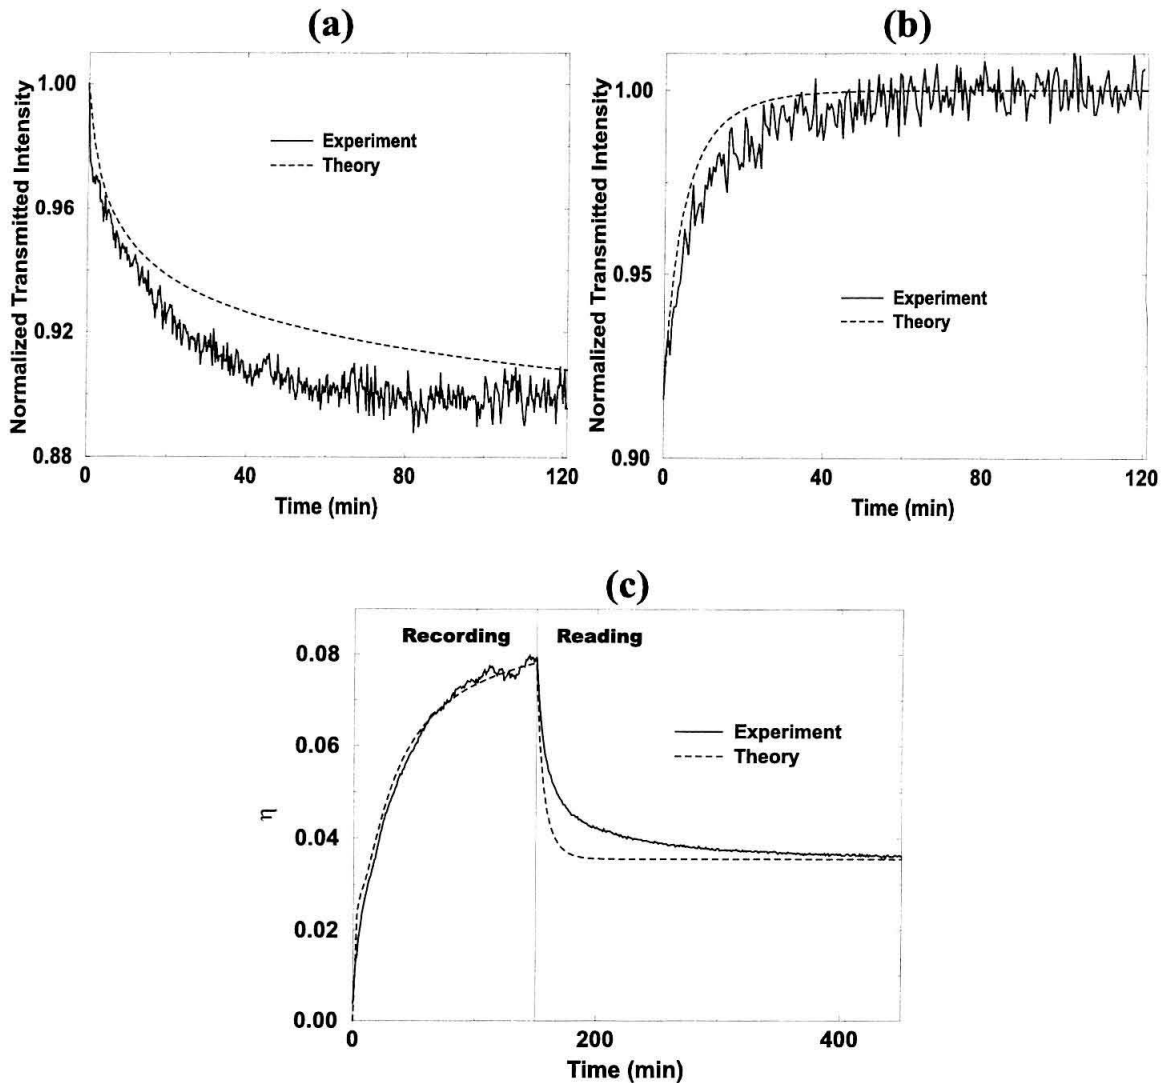 (a)
Normalized Transmitted Intensity
1.00
0.96
0.92
0.88
Experiment
Theory
0
40
80
120
Time (min)
(b)
Normalized Transmitted Intensity
1.00
0.95
0.90
Experiment
Theory
0
40
80
120
Time (min)
(c)
Recording
Reading
η
0.08
0.06
0.04
0.02
0.00
Experiment
Theory
0
200
400
Time (min)